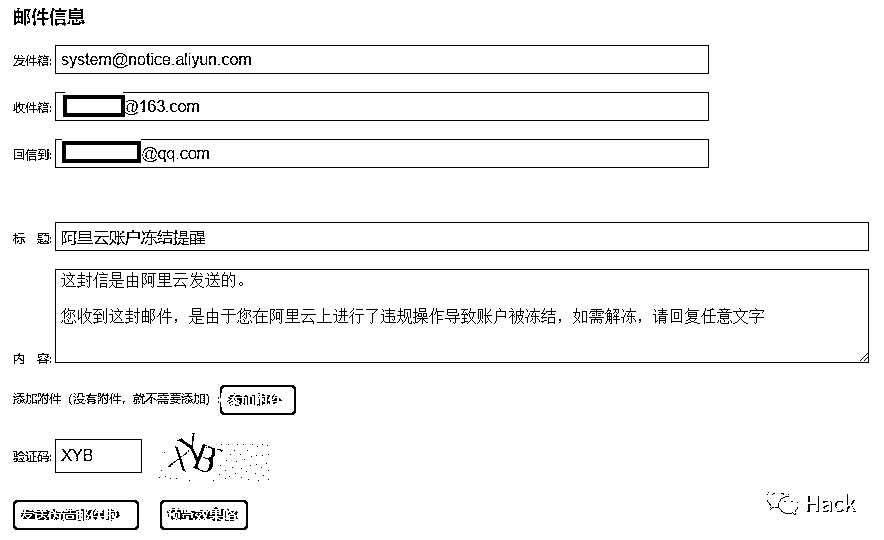 邮件信息
发件箱: system@notice.aliyun.com
收件箱: @163.com
回信到: @qq.com
标 题: 阿里云账户冻结提醒
这封信是由阿里云发送的。
您收到这封邮件，是由于您在阿里云上进行了违规操作导致账户被冻结，如需解冻，请回复任意文字
内 容:
添加附件（没有附件，就不需要添加） 添加附件
验证码: XYB XYB
发送伪造邮件啦 预览效果咯
Hack